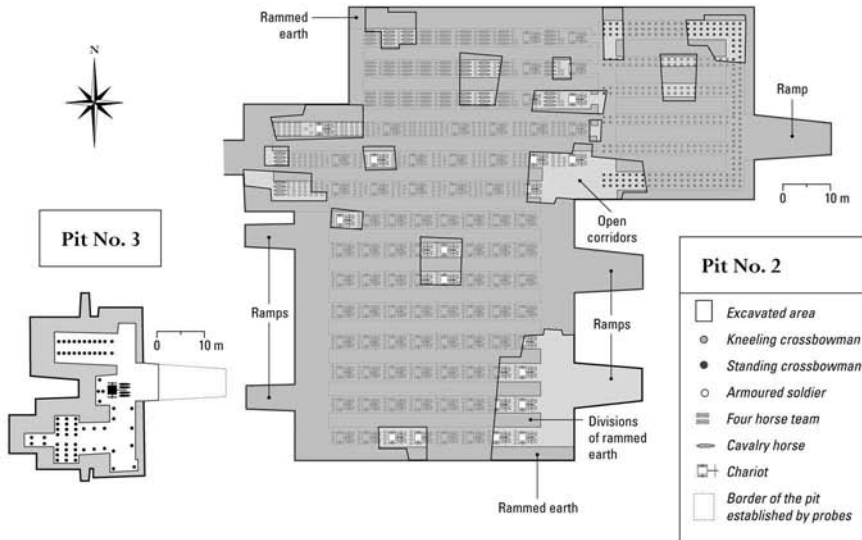 Rammed
earth
N
Ramp
10 m
Pit No. 3
Open
corridors
Ramps
Ramps
10 m
Divisions
of rammed
earth
Rammed earth
Pit No. 2
Excavated area
Kneeling crossbowman
Standing crossbowman
Armoured soldier
Four horse team
Cavalry horse
Chariot
Border of the pit
established by probes